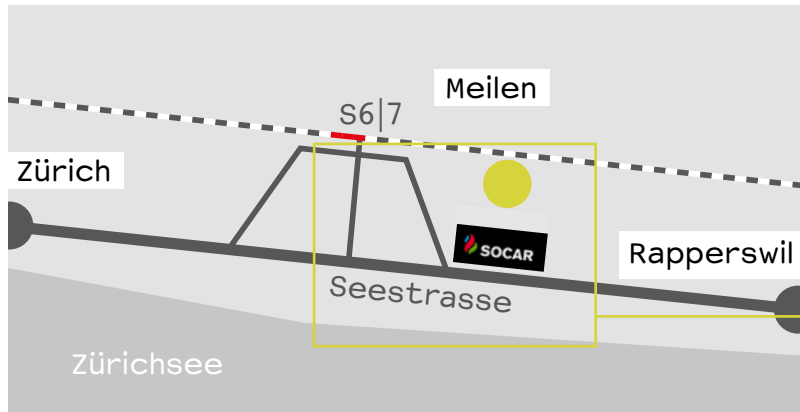 Meilen
S6|7
Zürich
SOCAR
Rapperswil
Seestrasse
Zürichsee